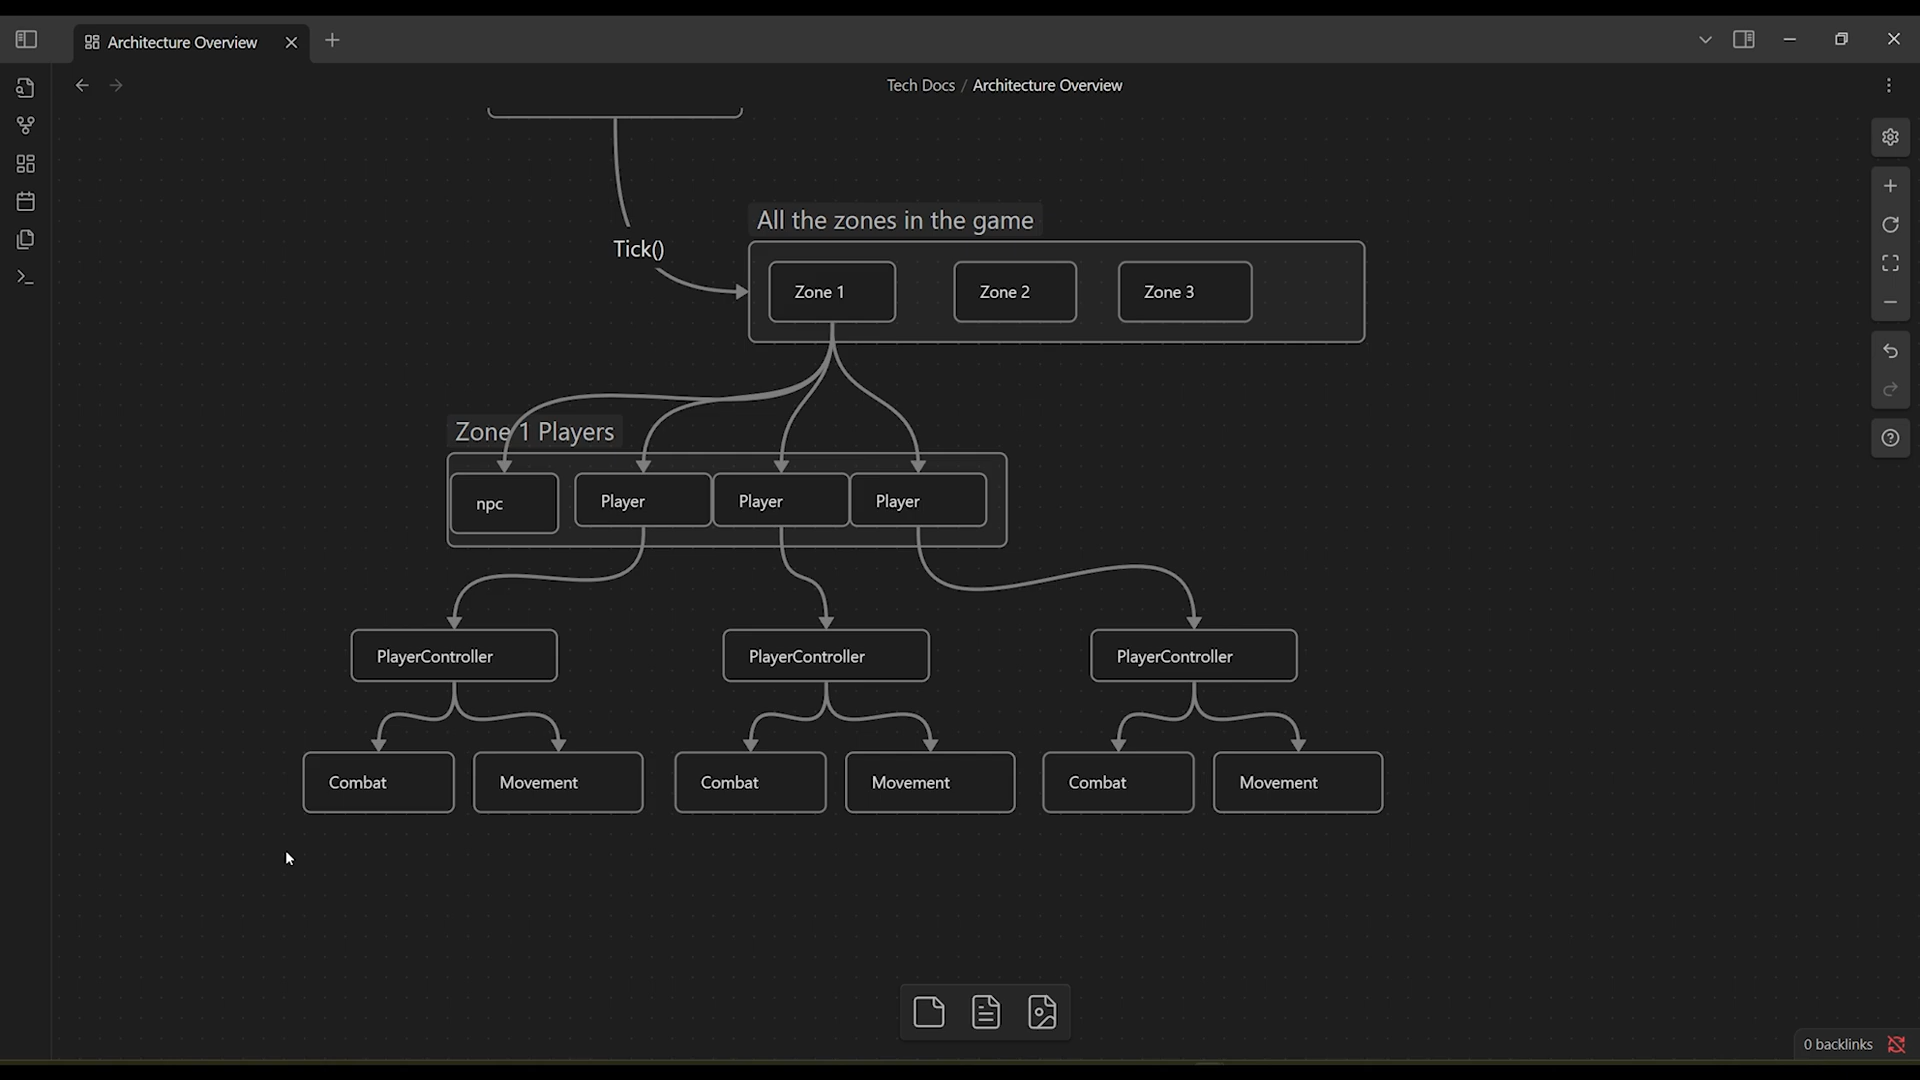 Architecture Overview
Tech Docs / Architecture Overview
All the zones in the game
Tick()
Zone 1
Zone 2
Zone 3
Zone 1 Players
npc
Player
Player
Player
PlayerController
PlayerController
PlayerController
Combat
Movement
Combat
Movement
Combat
Movement
0 backlinks